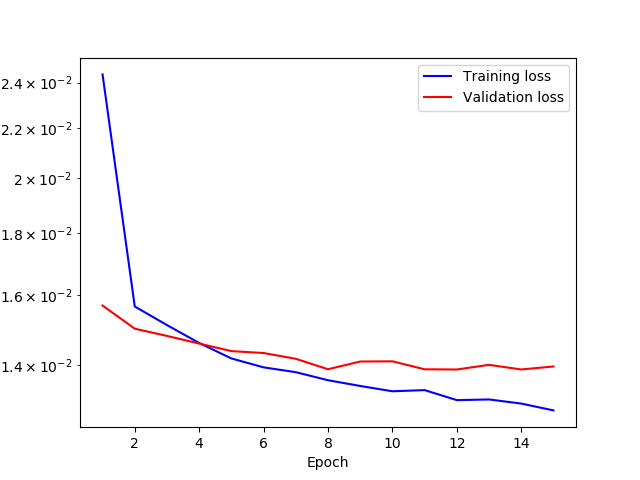 Training loss
Validation loss
2.4 × 10⁻²
2.2 × 10⁻²
2 × 10⁻²
1.8 × 10⁻²
1.6 × 10⁻²
1.4 × 10⁻²
2 4 6 8 10 12 14
Epoch